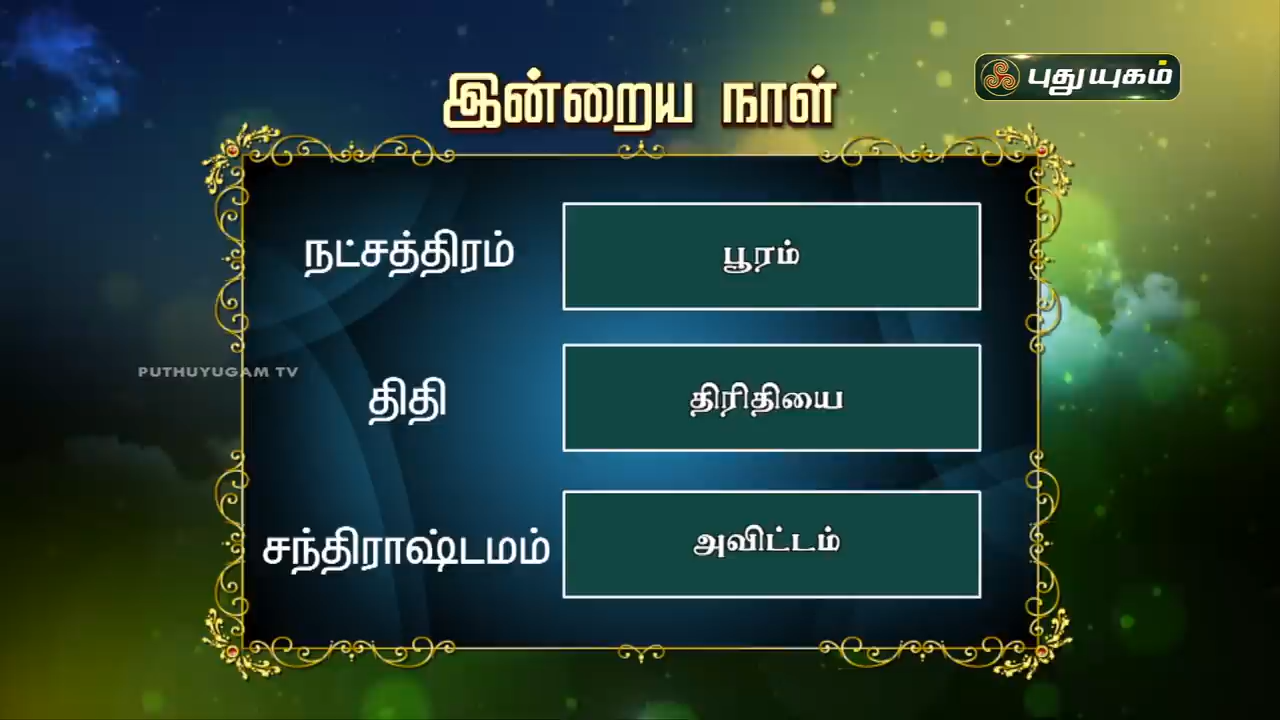 இன்றைய நாள்
புதுயுகம்
நட்சத்திரம்
பூரம்
PUTHUYUGAM TV
திதி
திரிதியை
சந்திராஷ்டமம்
அவிட்டம்